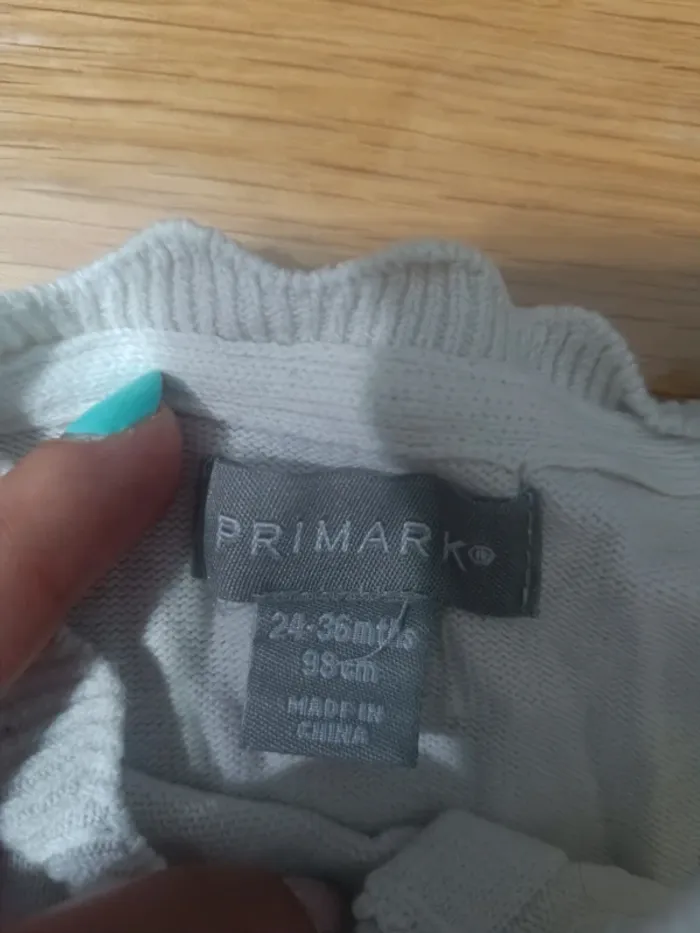 PRIMARK®
24-36mths
98cm
MADE IN
CHINA